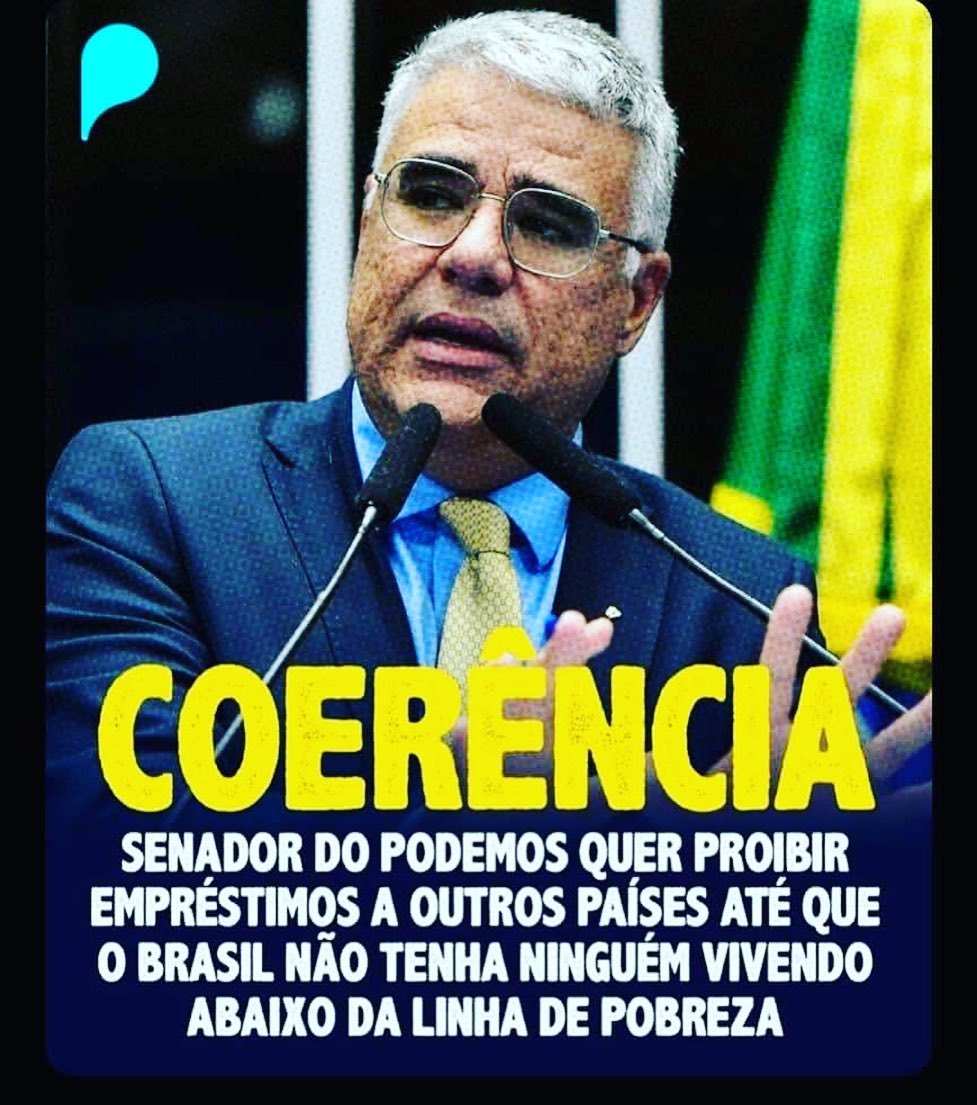 COERÊNCIA
SENADOR DO PODEMOS QUER PROIBIR
EMPRÉSTIMOS A OUTROS PAÍSES ATÉ QUE
O BRASIL NÃO TENHA NINGUÉM VIVENDO
ABAIXO DA LINHA DE POBREZA